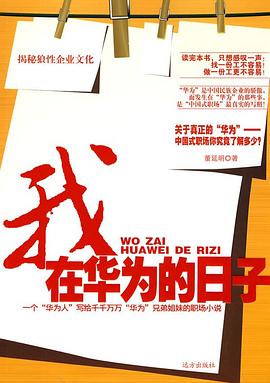 揭秘狼性企业文化
读完本书,只想感叹一声:
找一份工不容易!
做一份工更不容易!
“华为”是中国民族企业的骄傲,
而发生在“华为”的那些事,
是“中国式职场”最真实的写照!
关于真正的“华为”——
中国式职场你究竟了解多少?
董延明◎著
我
WO ZAI
HUAWEI DE RIZI
在华为的日子
一个“华为人”写给千千万万“华为”兄弟姐妹的职场小说
远方出版社